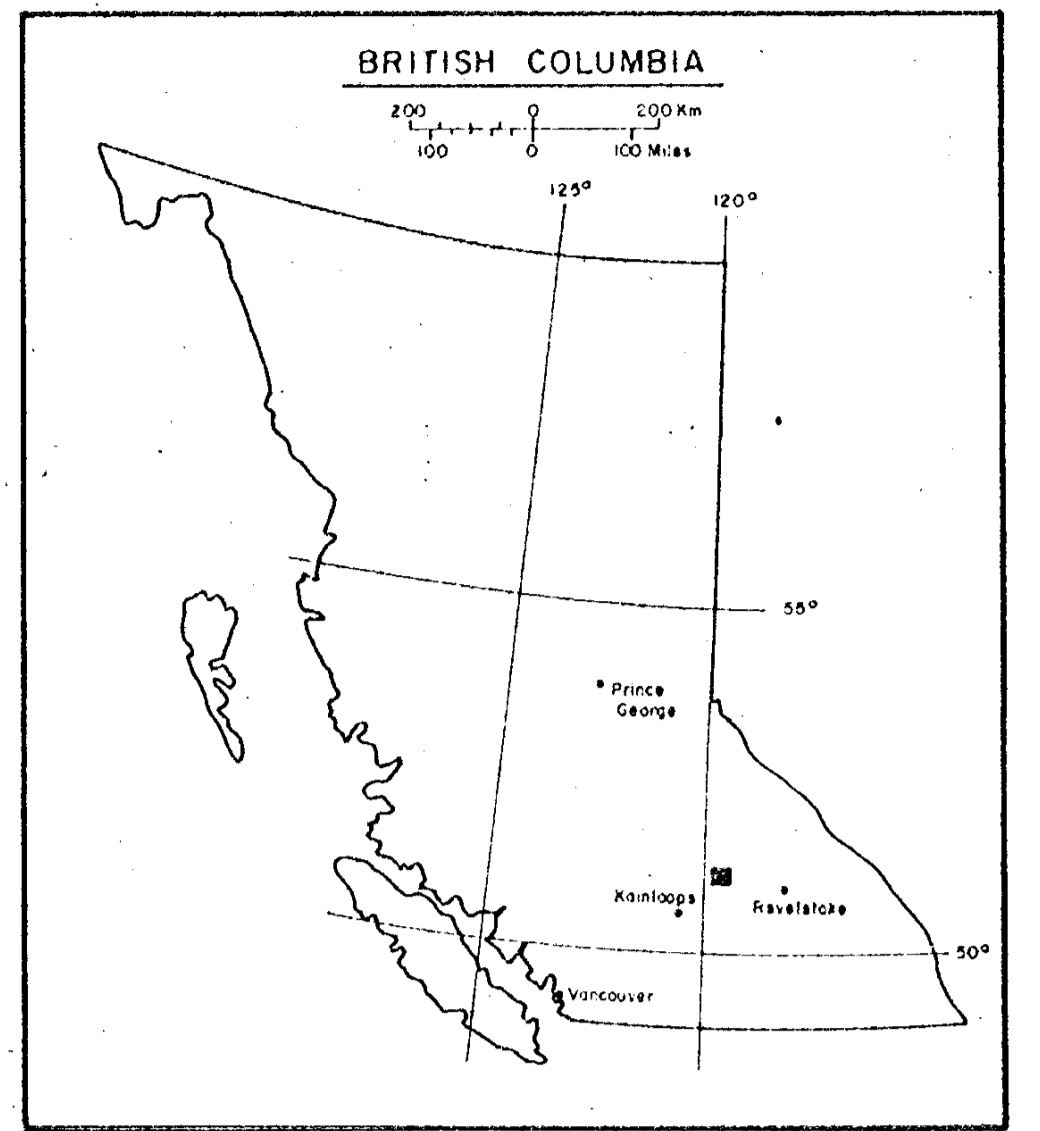 BRITISH COLUMBIA
200 0 200 Km
100 0 100 Miles
125°
120°
55°
Prince
George
Kamloops
Revelstoke
50°
Vancouver